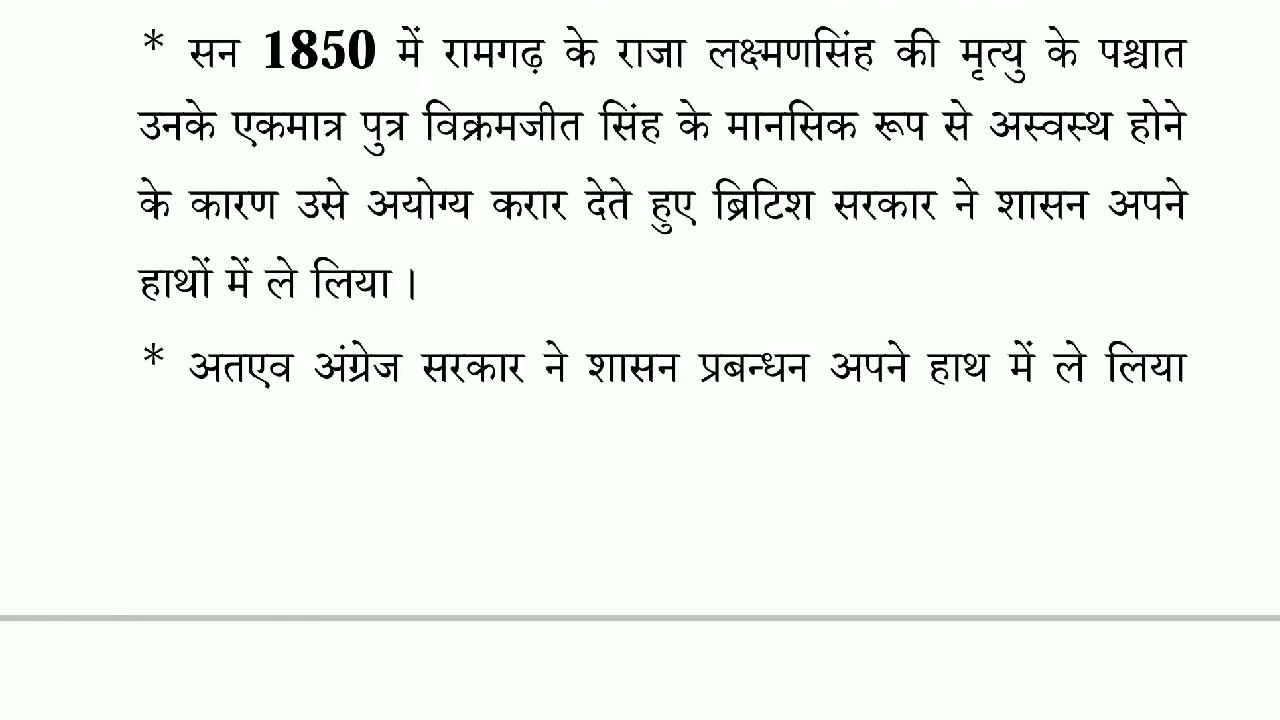 * सन 1850 में रामगढ़ के राजा लक्ष्मणसिंह की मृत्यु के पश्चात
उनके एकमात्र पुत्र विक्रमजीत सिंह के मानसिक रूप से अस्वस्थ होने
के कारण उसे अयोग्य करार देते हुए ब्रिटिश सरकार ने शासन अपने
हाथों में ले लिया ।
* अतएव अंग्रेज सरकार ने शासन प्रबन्धन अपने हाथ में ले लिया